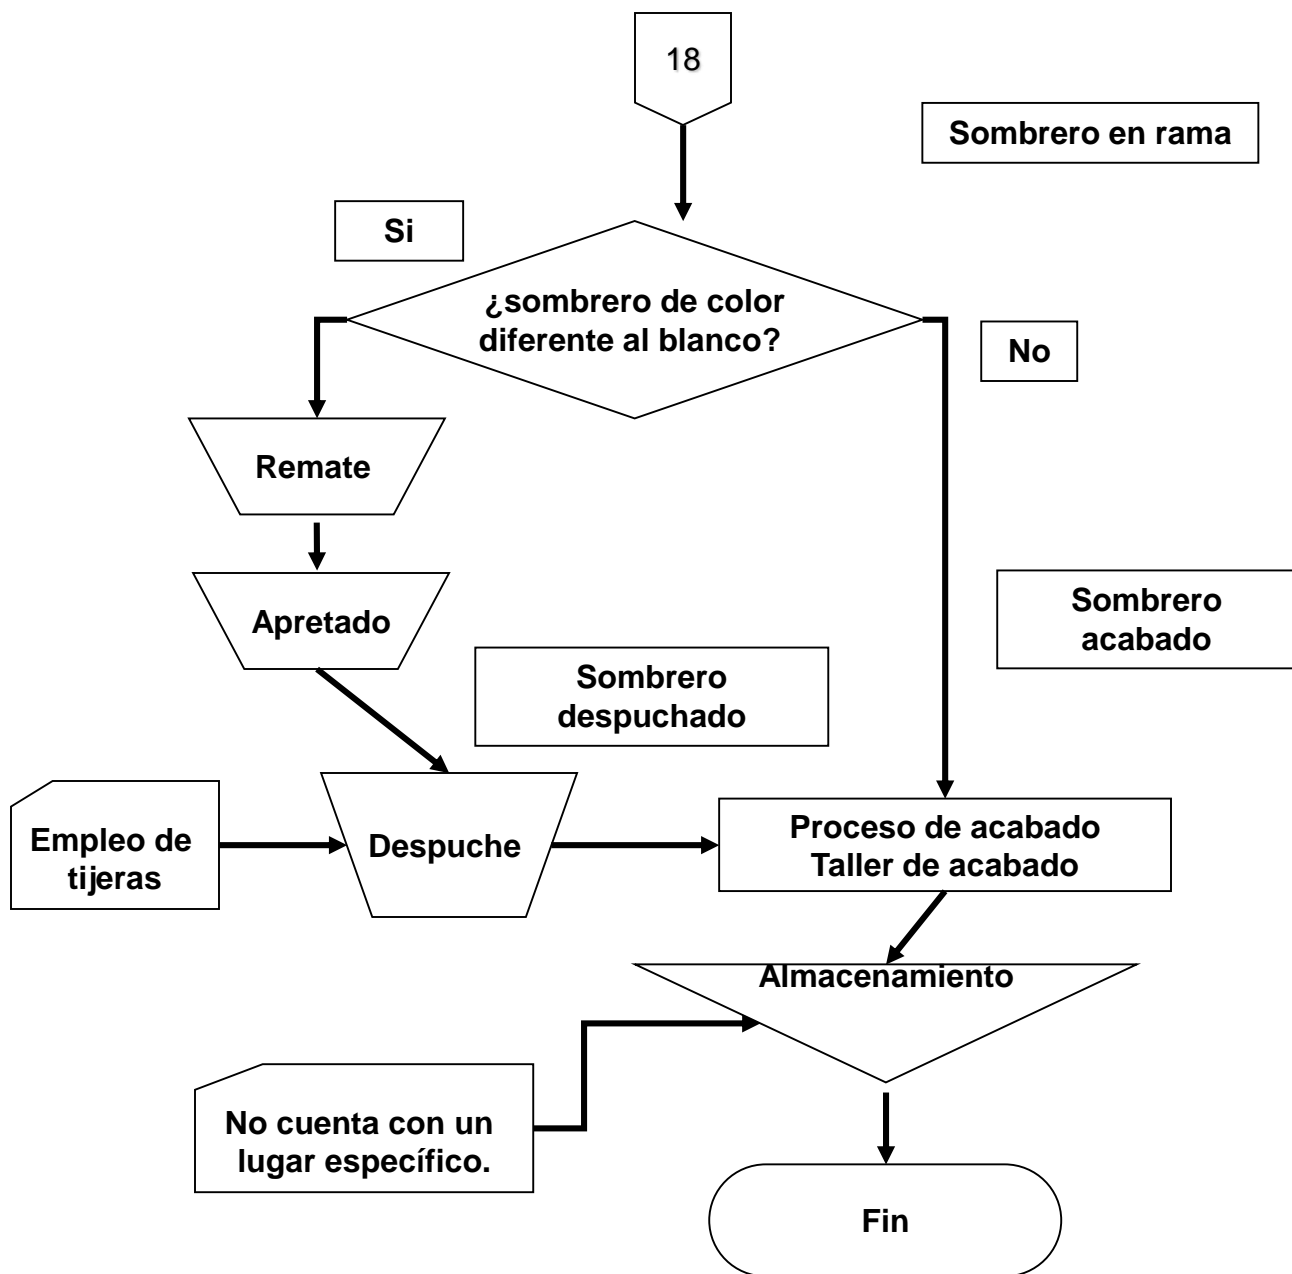 18
Sombrero en rama
Si
¿sombrero de color
diferente al blanco?
No
Remate
Apretado
Sombrero
acabado
Sombrero
despuchado
Empleo de
tijeras
Despuche
Proceso de acabado
Taller de acabado
Almacenamiento
No cuenta con un
lugar específico.
Fin